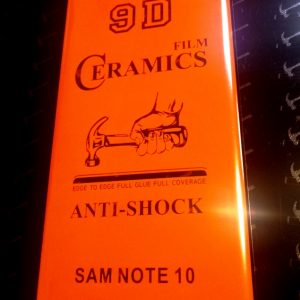 9D
FILM
CERAMICS
EDGE TO EDGE FULL GLUE FULL COVERAGE
ANTI-SHOCK
SAM NOTE 10